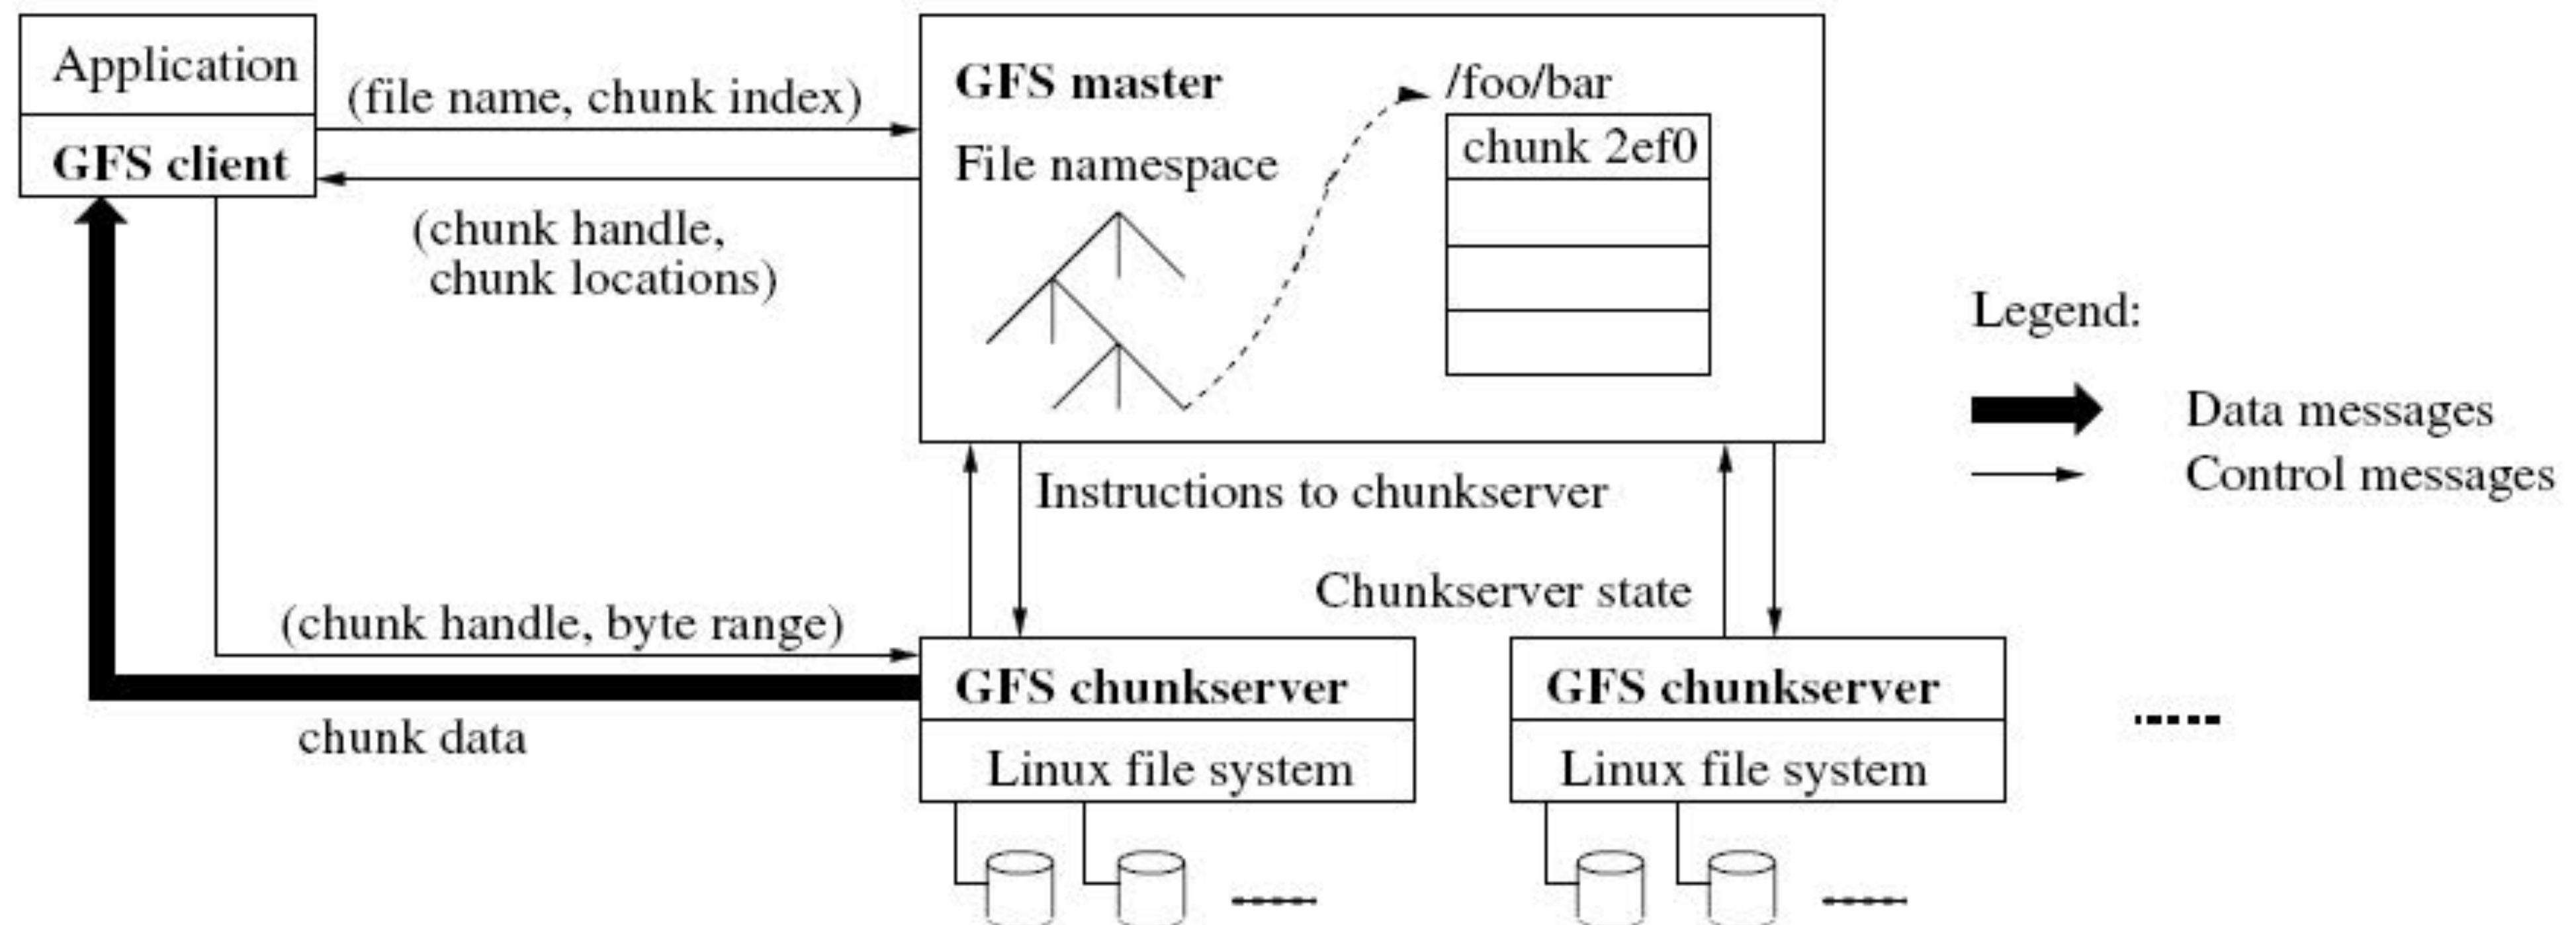 Application
GFS client
(file name, chunk index)
(chunk handle,
chunk locations)
GFS master
File namespace
/foo/bar
chunk 2ef0
Legend:
Data messages
Control messages
Instructions to chunkserver
Chunkserver state
(chunk handle, byte range)
chunk data
GFS chunkserver
Linux file system
GFS chunkserver
Linux file system